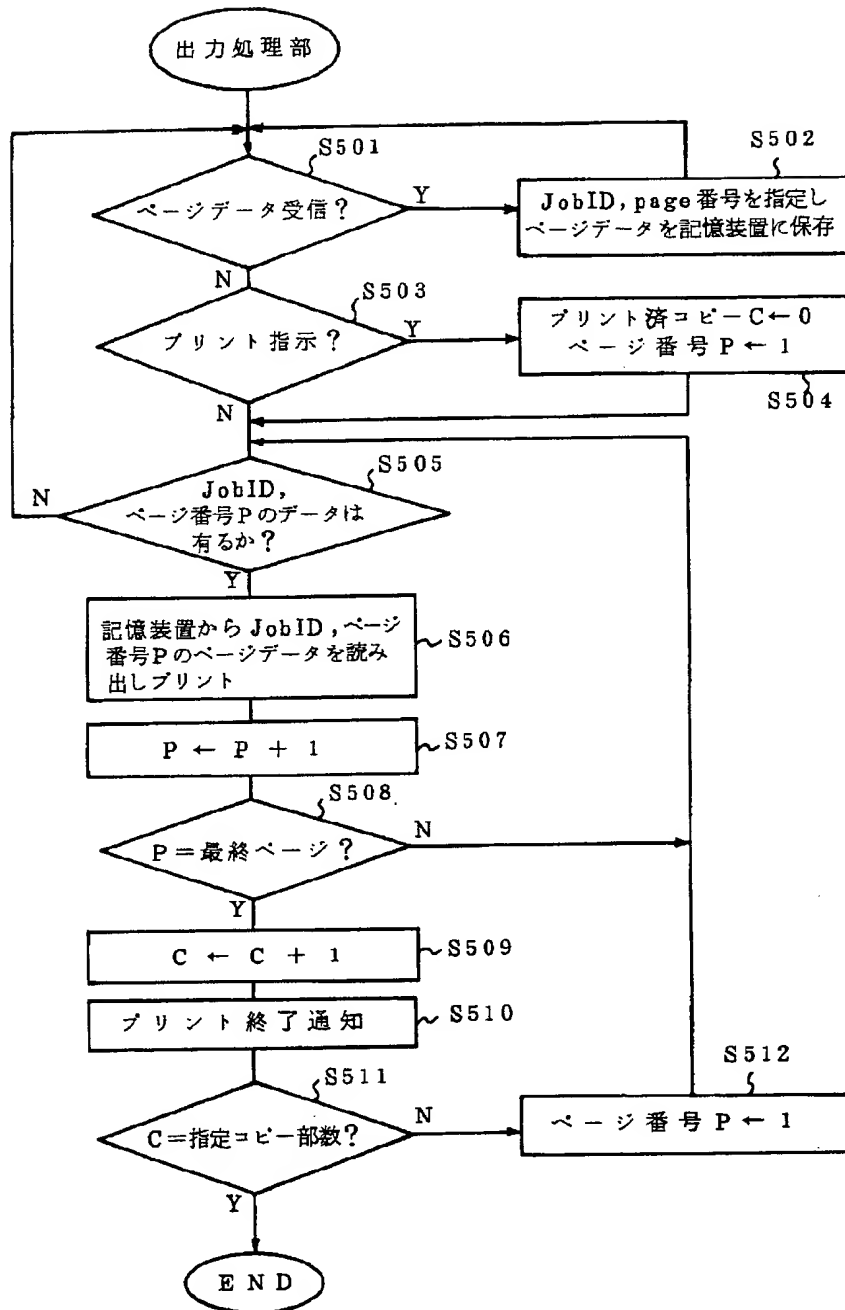 出力処理部
S501
S502
ページデータ受信?
Y
JobID,page番号を指定し
ページデータを記憶装置に保存
N
S503
プリント指示?
Y
プリント済コピーC←0
ページ番号P←1
S504
N
S505
N
JobID,
ページ番号Pのデータは
有るか?
Y
記憶装置からJobID,ページ
番号Pのページデータを読み
出しプリント
S506
P ← P + 1
S507
S508
P=最終ページ?
N
Y
C ← C + 1
S509
プリント終了通知
S510
S511
S512
C=指定コピー部数?
N
ページ番号P←1
Y
END